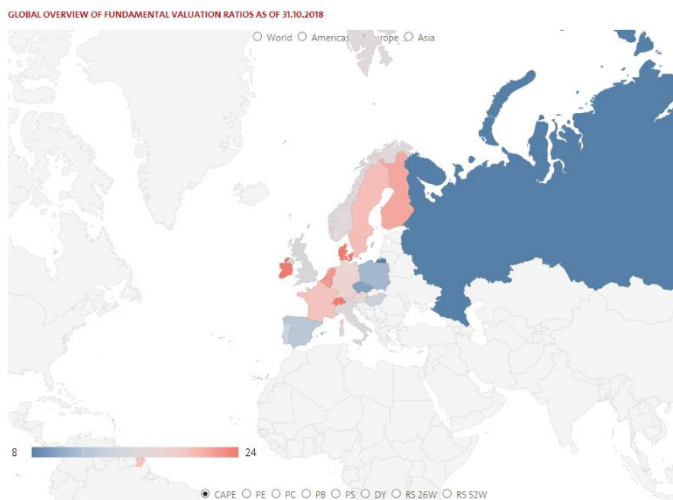 GLOBAL OVERVIEW OF FUNDAMENTAL VALUATION RATIOS AS OF 31.10.2018
World Americas Europe Asia
8 24
CAPE PE PC PB PS DY RS 26W RS 52W